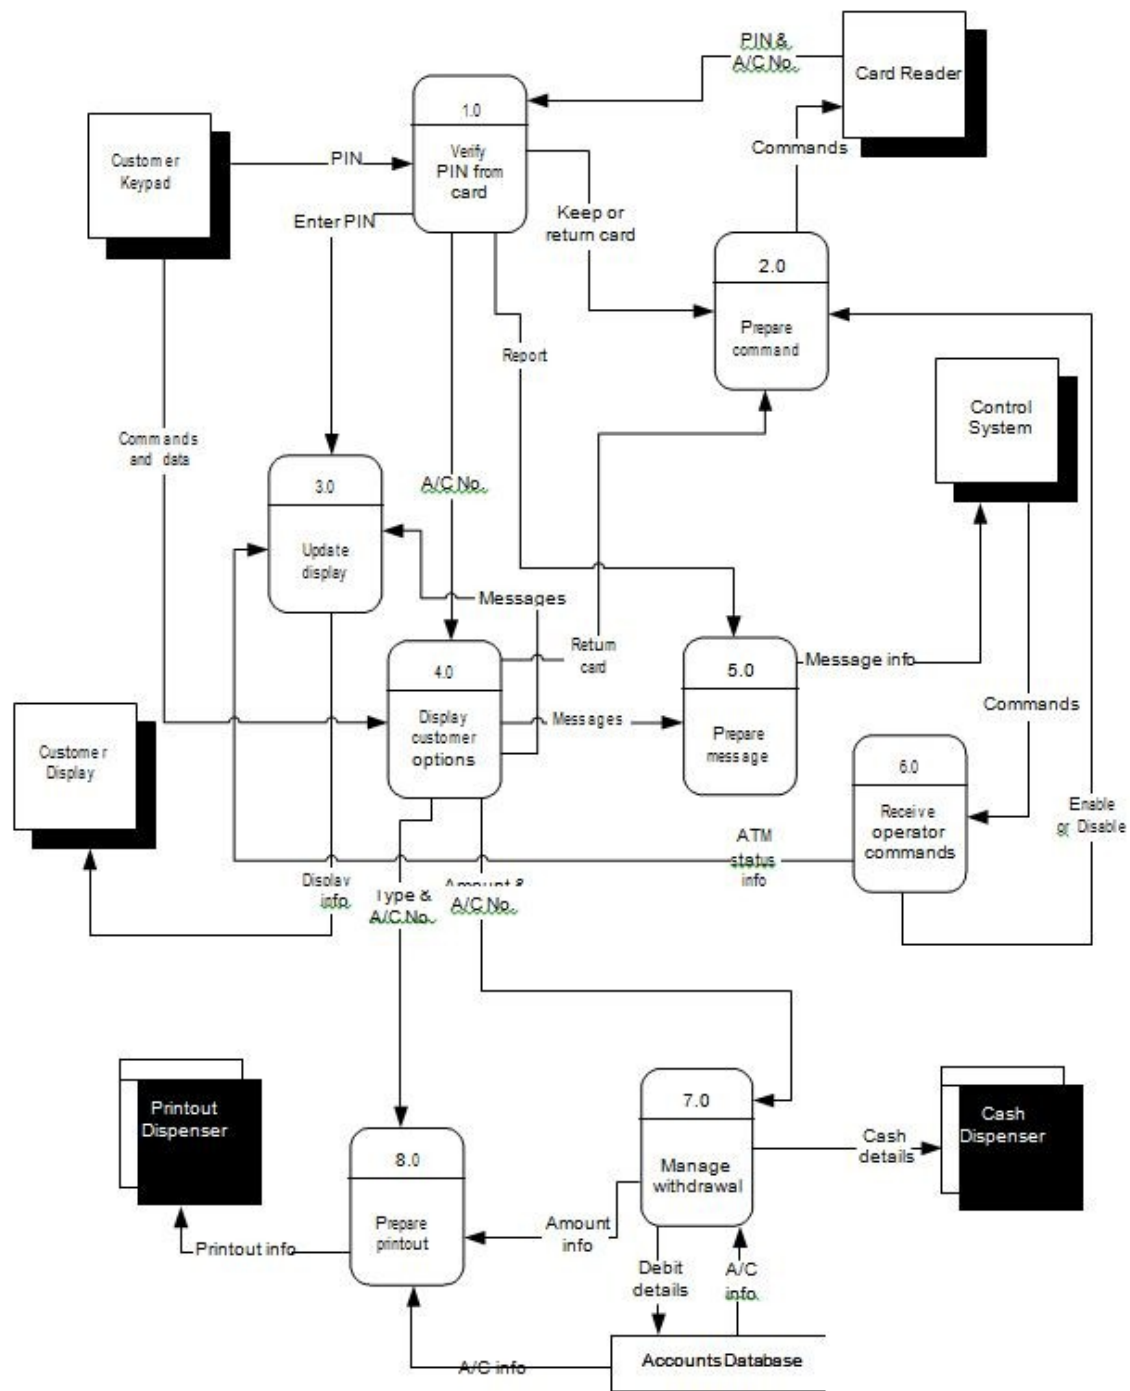 PIN &
A/C No.
Card Reader
1.0
Verify
PIN from
card
Customer
Keypad
PIN
Commands
Enter PIN
Keep or
return card
2.0
Prepare
command
Report
Control
System
Commands
and data
A/C No.
3.0
Update
display
Messages
Return
card
4.0
Display
customer
options
Messages
5.0
Prepare
message
Message info
Commands
Customer
Display
6.0
Receive
operator
commands
Enable
or Disable
ATM
status
info
Display
info
Type &
A/C No.
Amount &
A/C No.
Printout
Dispenser
7.0
Manage
withdrawal
Cash
details
Cash
Dispenser
8.0
Prepare
printout
Printout info
Amount
info
Debit
details
A/C
info
A/C info
Accounts Database